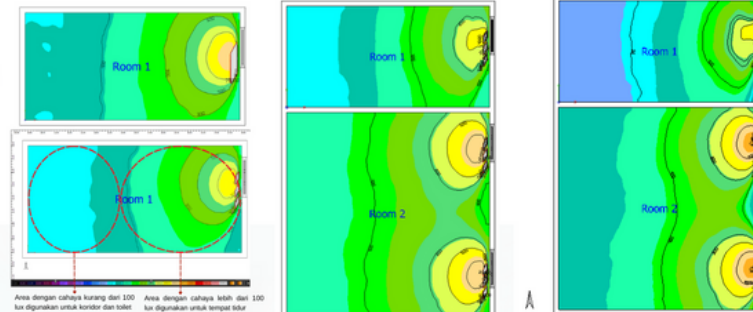 Room 1
Room 1
Area dengan cahaya kurang dari 100
lux digunakan untuk koridor dan toilet
Area dengan cahaya lebih dari 100
lux digunakan untuk tempat tidur
Room 1
Room 2
Room 1
Room 2